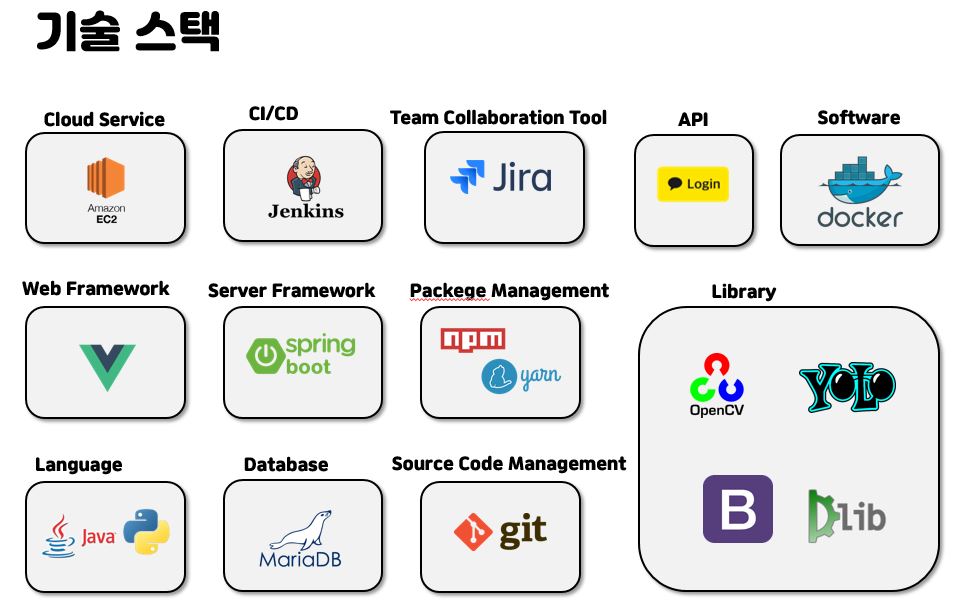 기술 스택
Cloud Service
CI/CD
Team Collaboration Tool
API
Software
Amazon
EC2
Jenkins
Jira
Login
docker
Web Framework
Server Framework
Packege Management
Library
spring
boot
npm
yarn
OpenCV
YOLO
Language
Database
Source Code Management
Java
MariaDB
git
B
Dlib